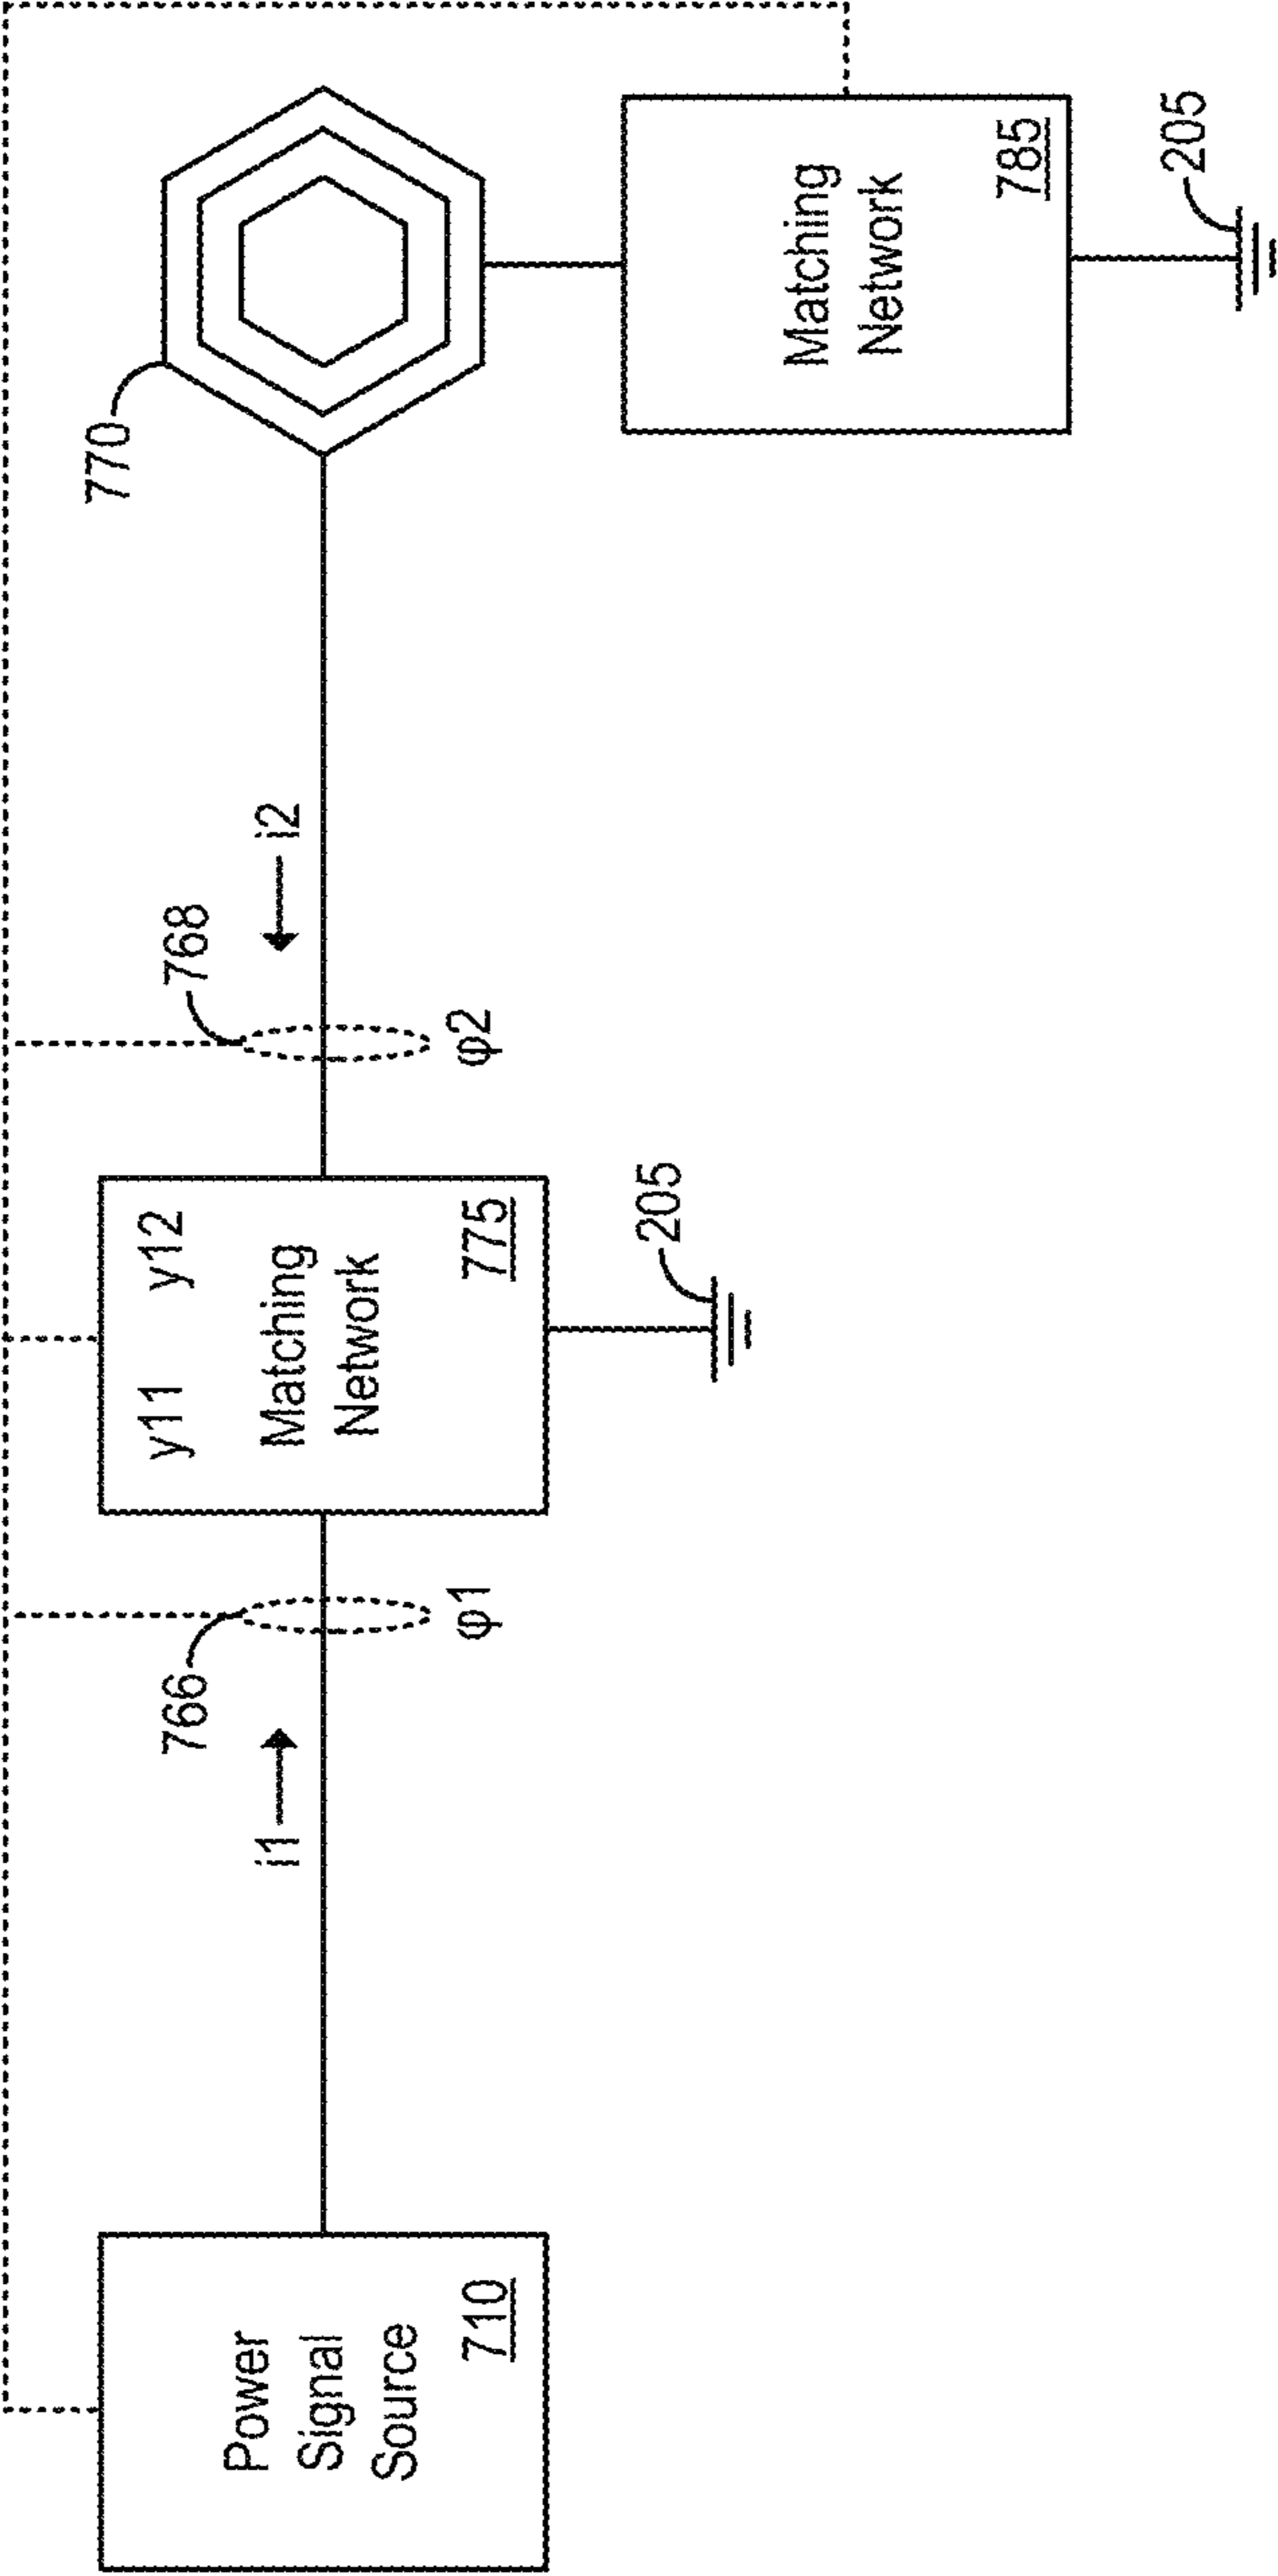 Power
Signal
Source
710
i1
766
φ1
y11 y12
Matching
Network
775
205
768
φ2
i2
770
Matching
Network
785
205